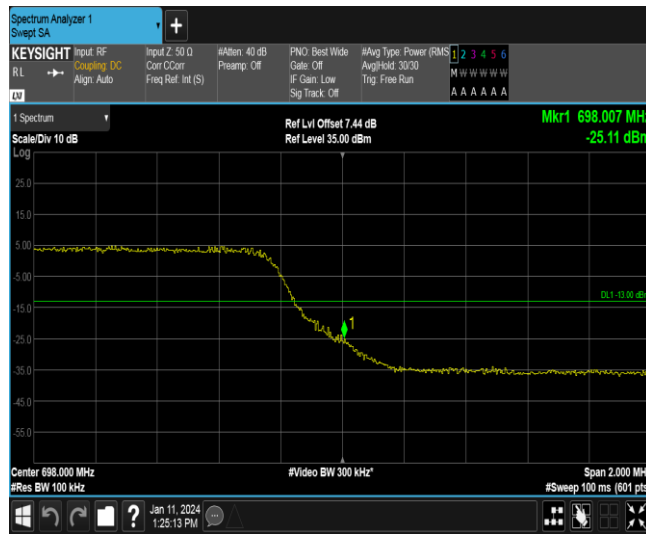 Spectrum Analyzer 1
Swept SA
+
KEYSIGHT
RL
LXI
Input: RF
Coupling: DC
Align: Auto
Input Z: 50 Ω
Corr CCorr
Freq Ref: Int (S)
#Atten: 40 dB
Preamp: Off
PNO: Best Wide
Gate: Off
IF Gain: Low
Sig Track: Off
#Avg Type: Power (RMS
Avg|Hold: 30/30
Trig: Free Run
1 2 3 4 5 6
M W W W W W
A A A A A A
1 Spectrum
Scale/Div 10 dB
Log
Ref Lvl Offset 7.44 dB
Ref Level 35.00 dBm
Mkr1 698.007 MHz
-25.11 dBm
25.0
15.0
5.00
-5.00
-15.0
-25.0
-35.0
-45.0
-55.0
DL1 -13.00 dBm
1
Center 698.000 MHz
#Res BW 100 kHz
#Video BW 300 kHz*
Span 2.000 MHz
#Sweep 100 ms (601 pts
?
Jan 11, 2024
1:25:13 PM